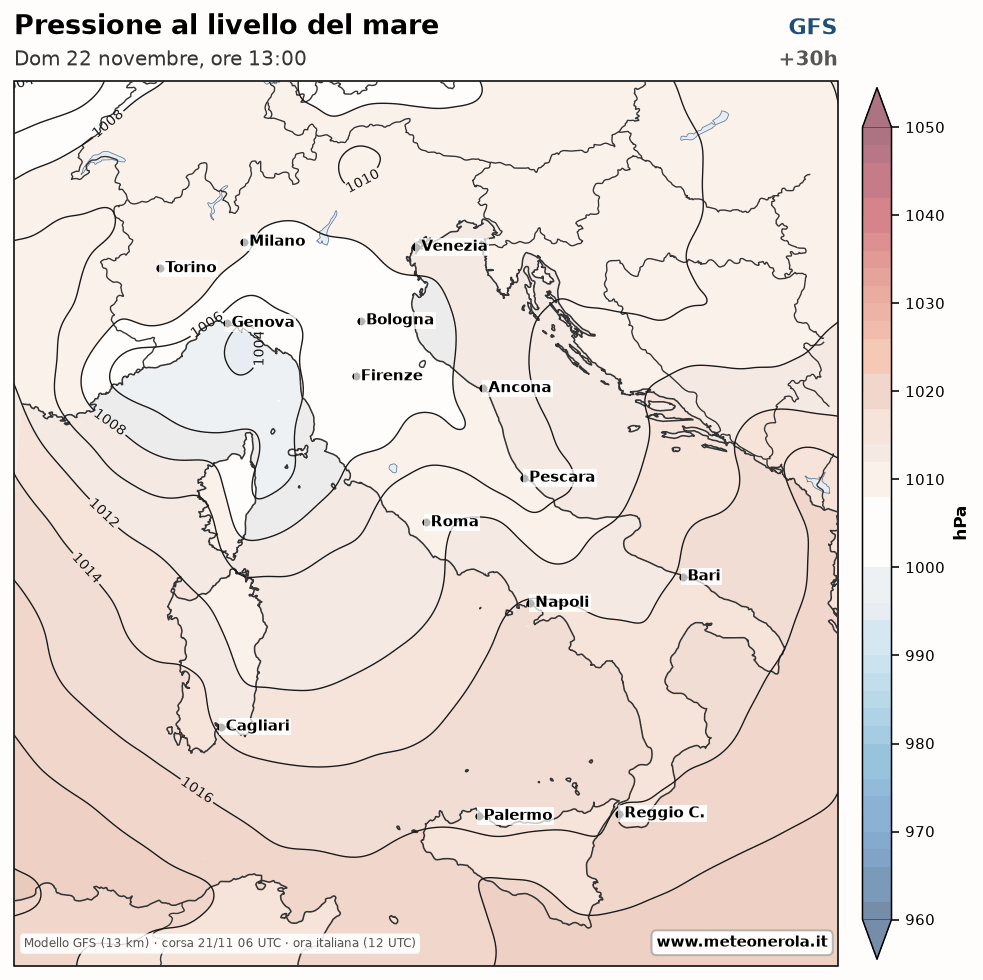 Pressione al livello del mare
GFS
Dom 22 novembre, ore 13:00
+30h
1008
1010
Milano
Venezia
Torino
1006
Genova
Bologna
1004
Firenze
Ancona
1008
Pescara
1012
Roma
1014
Bari
Napoli
Cagliari
1016
Palermo
Reggio C.
1050
1040
1030
1020
1010
1000
990
980
970
960
hPa
Modello GFS (13 km) · corsa 21/11 06 UTC · ora italiana (12 UTC)
www.meteonerola.it